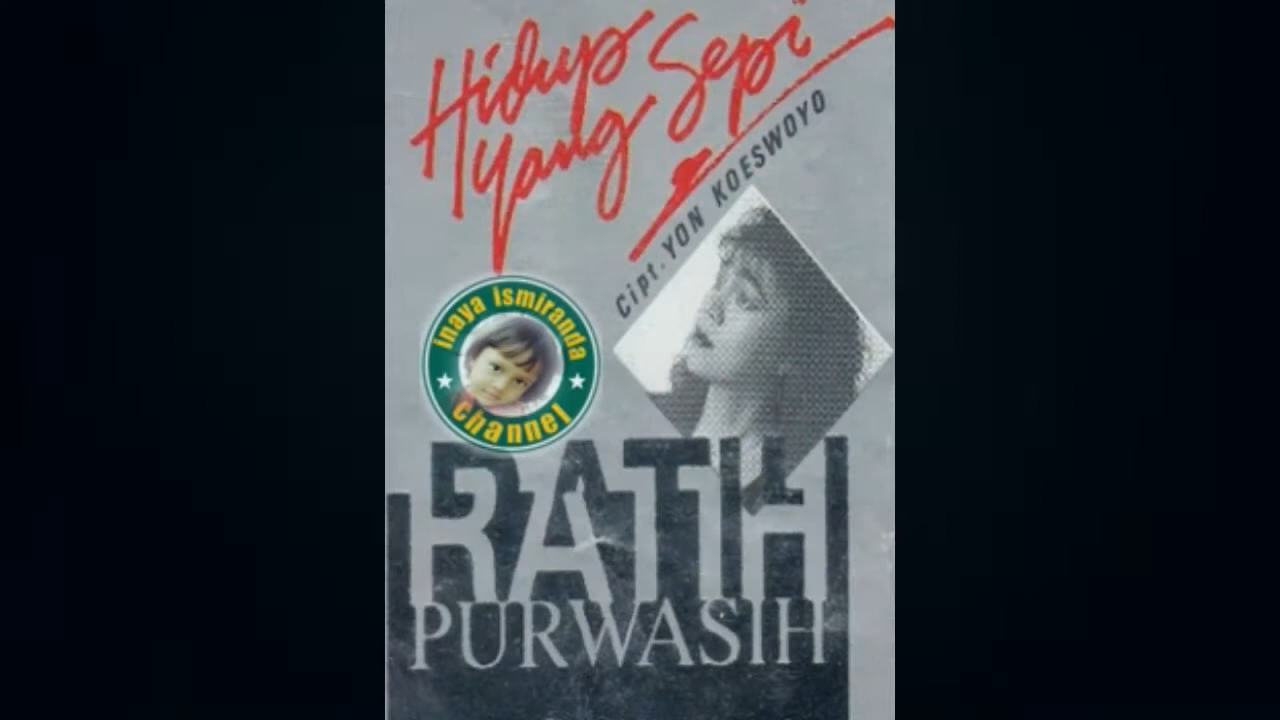 Hidup
Yang Sepi
Cipt. YON KOESWOYO
inaya ismiranda
channel
RATIH
PURWASIH